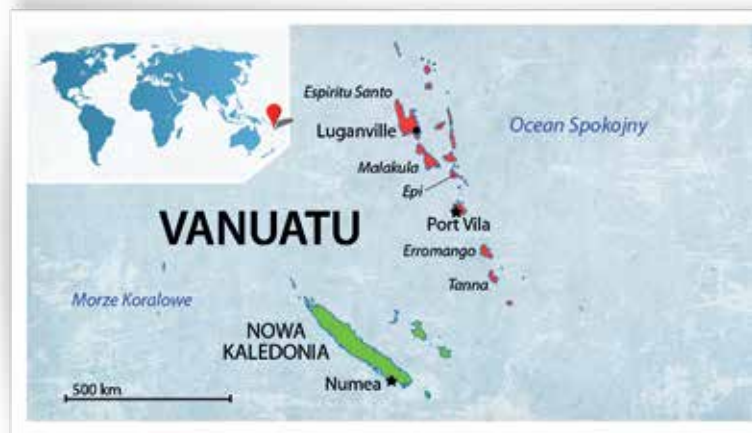 Espiritu Santo
Luganville
Ocean Spokojny
Malakula
Epi
VANUATU
Port Vila
Erromango
Tanna
Morze Koralowe
NOWA
KALEDONIA
Numea
500 km